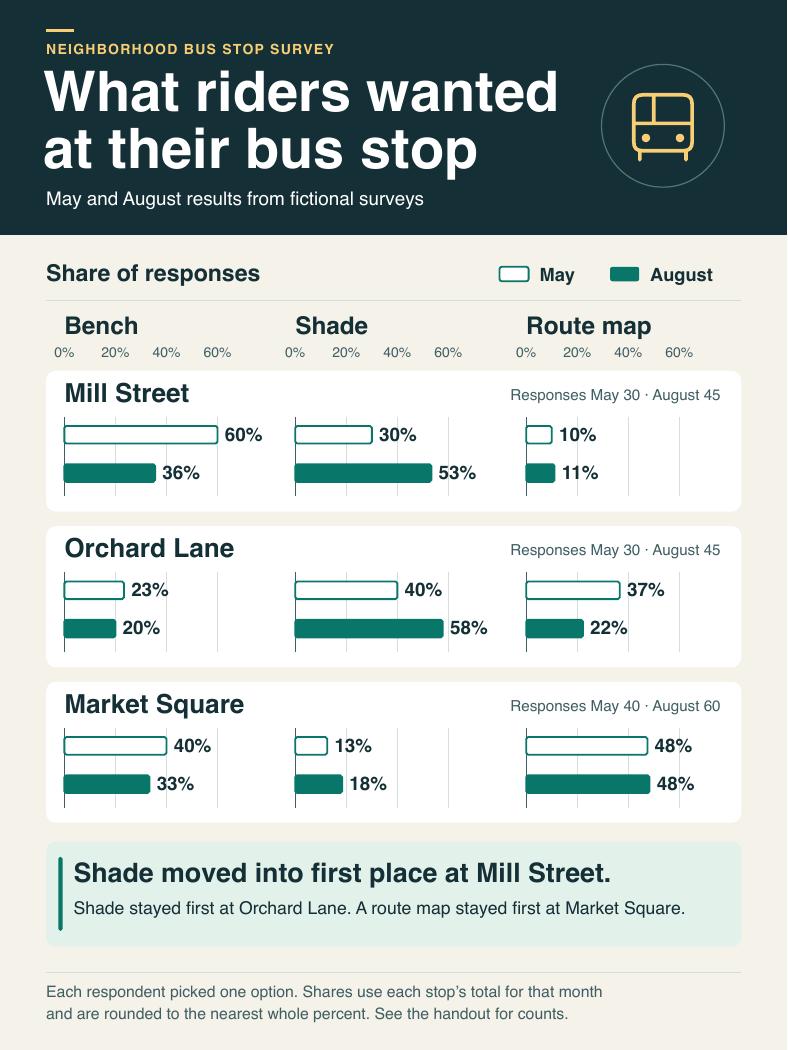 NEIGHBORHOOD BUS STOP SURVEY
What riders wanted
at their bus stop
May and August results from fictional surveys
Share of responses
May
August
Bench
Shade
Route map
0% 20% 40% 60%
0% 20% 40% 60%
0% 20% 40% 60%
Mill Street
Responses May 30 · August 45
60% 30% 10%
36% 53% 11%
Orchard Lane
Responses May 30 · August 45
23% 40% 37%
20% 58% 22%
Market Square
Responses May 40 · August 60
40% 13% 48%
33% 18% 48%
Shade moved into first place at Mill Street.
Shade stayed first at Orchard Lane. A route map stayed first at Market Square.
Each respondent picked one option. Shares use each stop’s total for that month
and are rounded to the nearest whole percent. See the handout for counts.